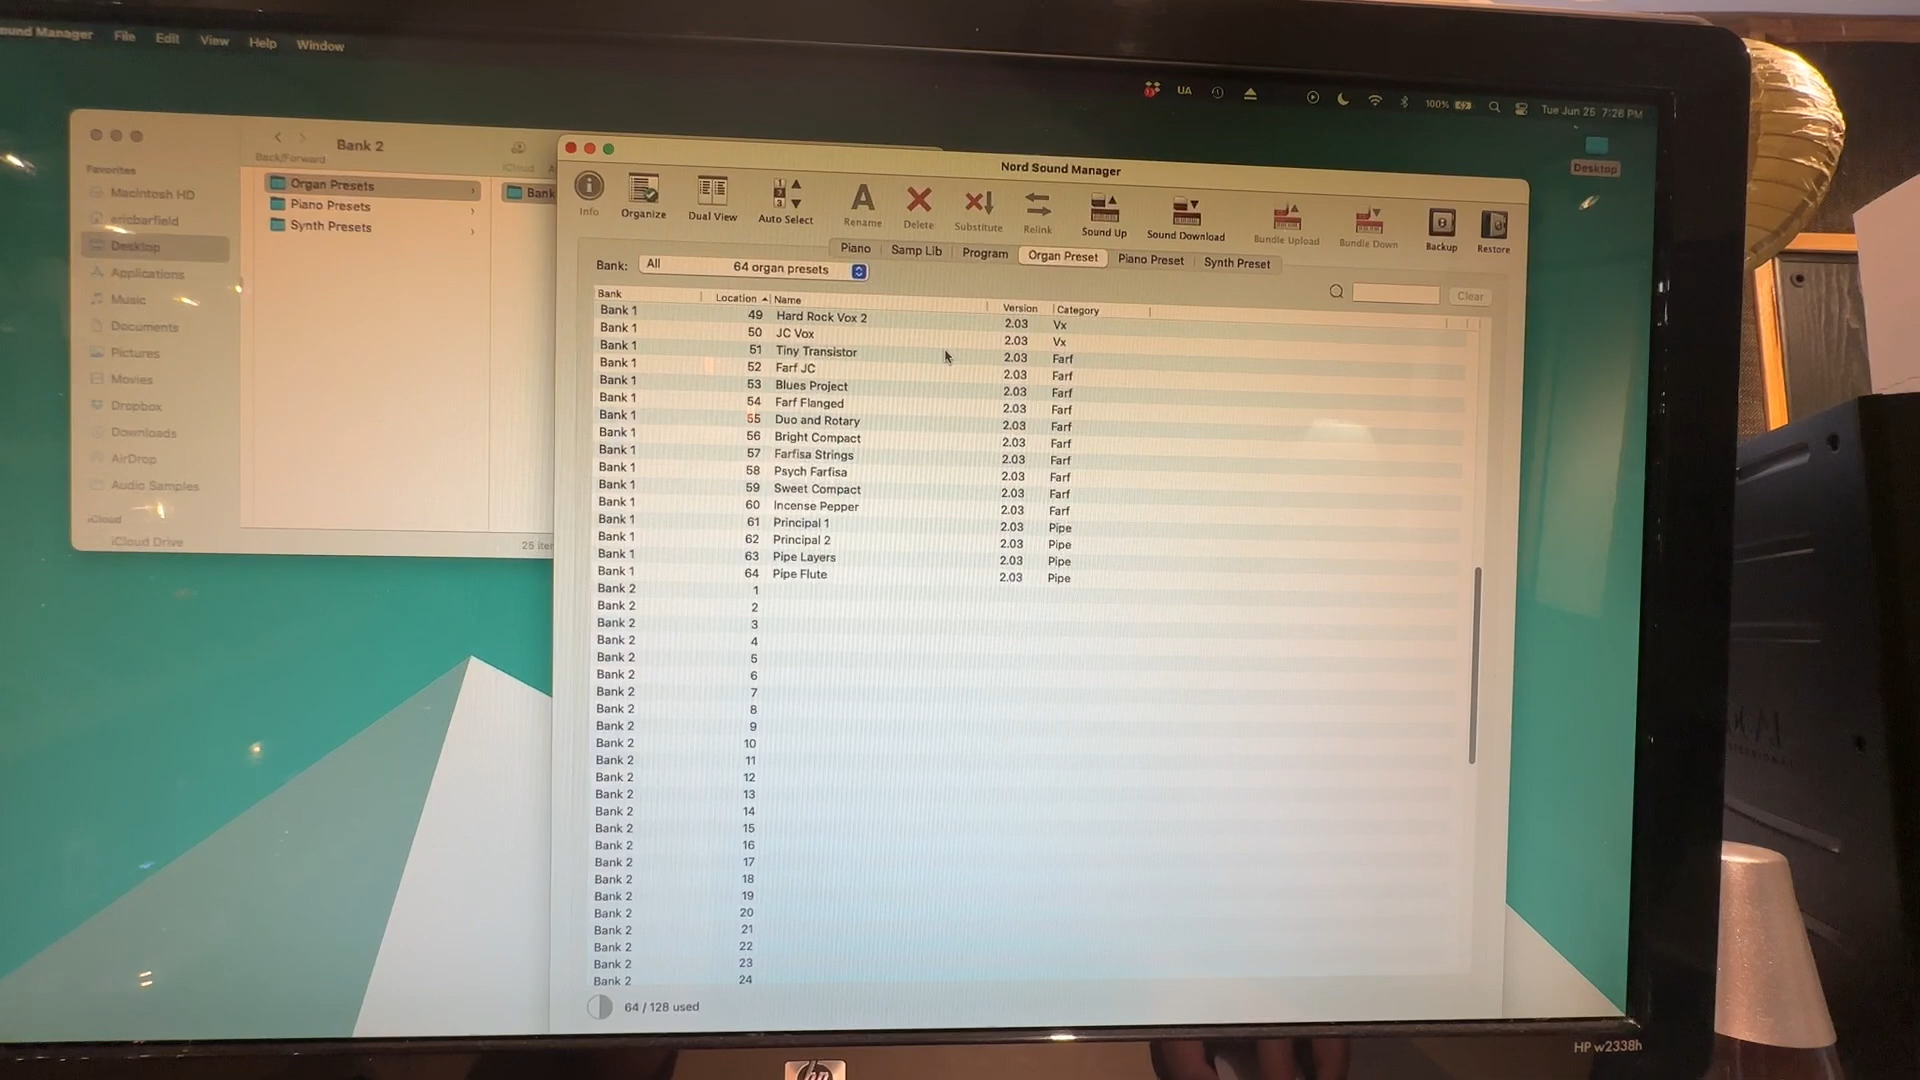 Sound Manager File Edit View Help Window
UA 100% Tue Jun 25 7:26 PM
Desktop
Bank 2
Back/Forward
iCloud
Favorites
Macintosh HD
ericbarfield
Desktop
Applications
Music
Documents
Pictures
Movies
Dropbox
Downloads
AirDrop
Audio Samples
iCloud
iCloud Drive
Organ Presets
Piano Presets
Synth Presets
Bank
25 iter
Nord Sound Manager
Info Organize Dual View Auto Select Rename Delete Substitute Relink Sound Up Sound Download Bundle Upload Bundle Down Backup Restore
Piano Samp Lib Program Organ Preset Piano Preset Synth Preset
Bank: All 64 organ presets
Clear
Bank Location Name Version Category
Bank 1 49 Hard Rock Vox 2 2.03 Vx
Bank 1 50 JC Vox 2.03 Vx
Bank 1 51 Tiny Transistor 2.03 Farf
Bank 1 52 Farf JC 2.03 Farf
Bank 1 53 Blues Project 2.03 Farf
Bank 1 54 Farf Flanged 2.03 Farf
Bank 1 55 Duo and Rotary 2.03 Farf
Bank 1 56 Bright Compact 2.03 Farf
Bank 1 57 Farfisa Strings 2.03 Farf
Bank 1 58 Psych Farfisa 2.03 Farf
Bank 1 59 Sweet Compact 2.03 Farf
Bank 1 60 Incense Pepper 2.03 Farf
Bank 1 61 Principal 1 2.03 Pipe
Bank 1 62 Principal 2 2.03 Pipe
Bank 1 63 Pipe Layers 2.03 Pipe
Bank 1 64 Pipe Flute 2.03 Pipe
Bank 2 1
Bank 2 2
Bank 2 3
Bank 2 4
Bank 2 5
Bank 2 6
Bank 2 7
Bank 2 8
Bank 2 9
Bank 2 10
Bank 2 11
Bank 2 12
Bank 2 13
Bank 2 14
Bank 2 15
Bank 2 16
Bank 2 17
Bank 2 18
Bank 2 19
Bank 2 20
Bank 2 21
Bank 2 22
Bank 2 23
Bank 2 24
64 / 128 used
hp
HP w2338h